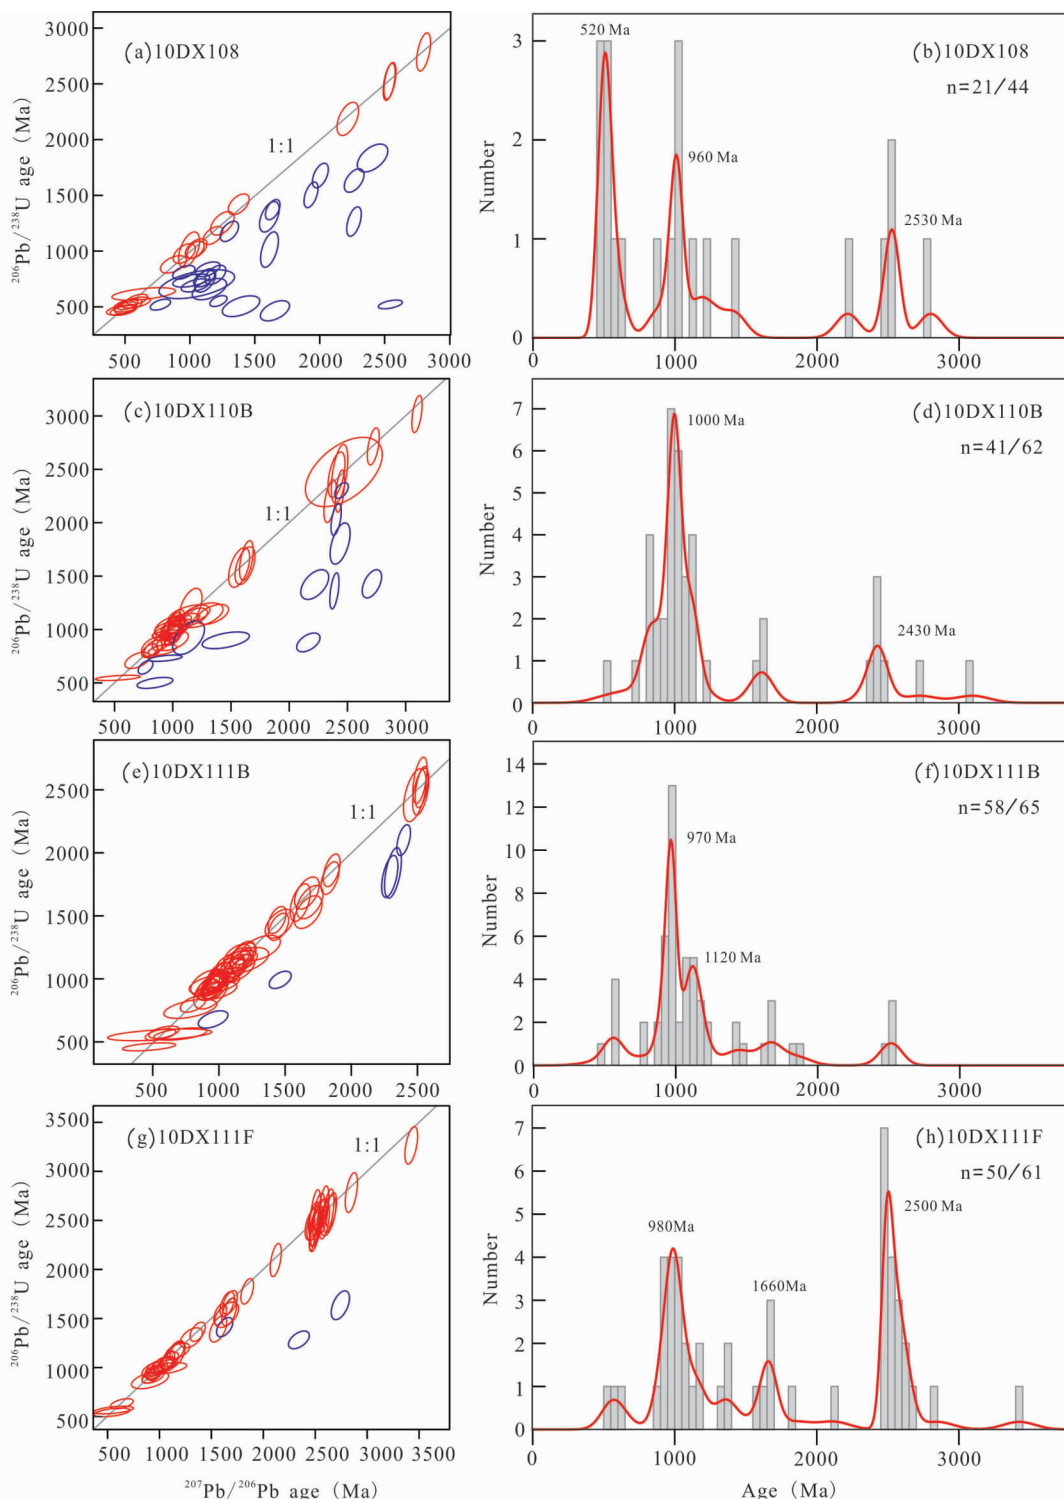 (a)10DX108
1:1
3000
2500
2000
1500
1000
500
²⁰⁶Pb/²³⁸U age (Ma)
500 1000 1500 2000 2500 3000
(b)10DX108
n=21/44
520 Ma
960 Ma
2530 Ma
3
2
1
0
Number
0 1000 2000 3000
(c)10DX110B
1:1
3000
2500
2000
1500
1000
500
²⁰⁶Pb/²³⁸U age (Ma)
500 1000 1500 2000 2500 3000
(d)10DX110B
n=41/62
1000 Ma
2430 Ma
7
6
5
4
3
2
1
0
Number
0 1000 2000 3000
(e)10DX111B
1:1
2500
2000
1500
1000
500
²⁰⁶Pb/²³⁸U age (Ma)
500 1000 1500 2000 2500
(f)10DX111B
n=58/65
970 Ma
1120 Ma
14
12
10
8
6
4
2
0
Number
0 1000 2000 3000
(g)10DX111F
1:1
3500
3000
2500
2000
1500
1000
500
²⁰⁶Pb/²³⁸U age (Ma)
500 1000 1500 2000 2500 3000 3500
²⁰⁷Pb/²⁰⁶Pb age (Ma)
(h)10DX111F
n=50/61
980Ma
1660Ma
2500 Ma
7
6
5
4
3
2
1
0
Number
0 1000 2000 3000
Age (Ma)